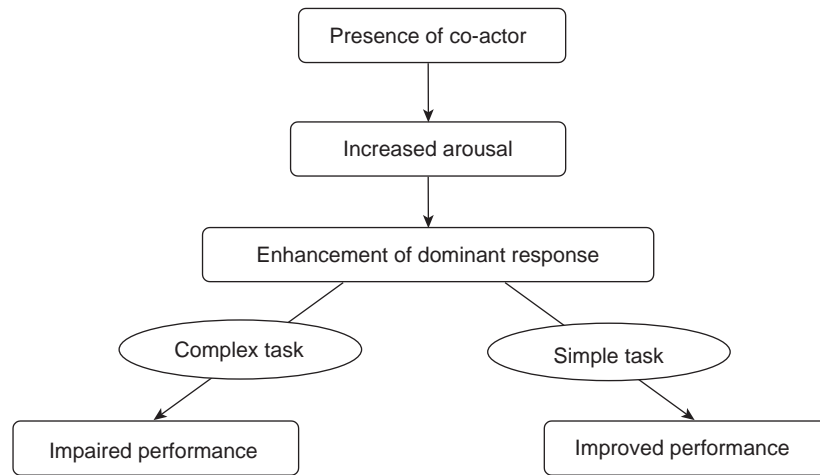 Presence of co-actor
Increased arousal
Enhancement of dominant response
Complex task
Simple task
Impaired performance
Improved performance